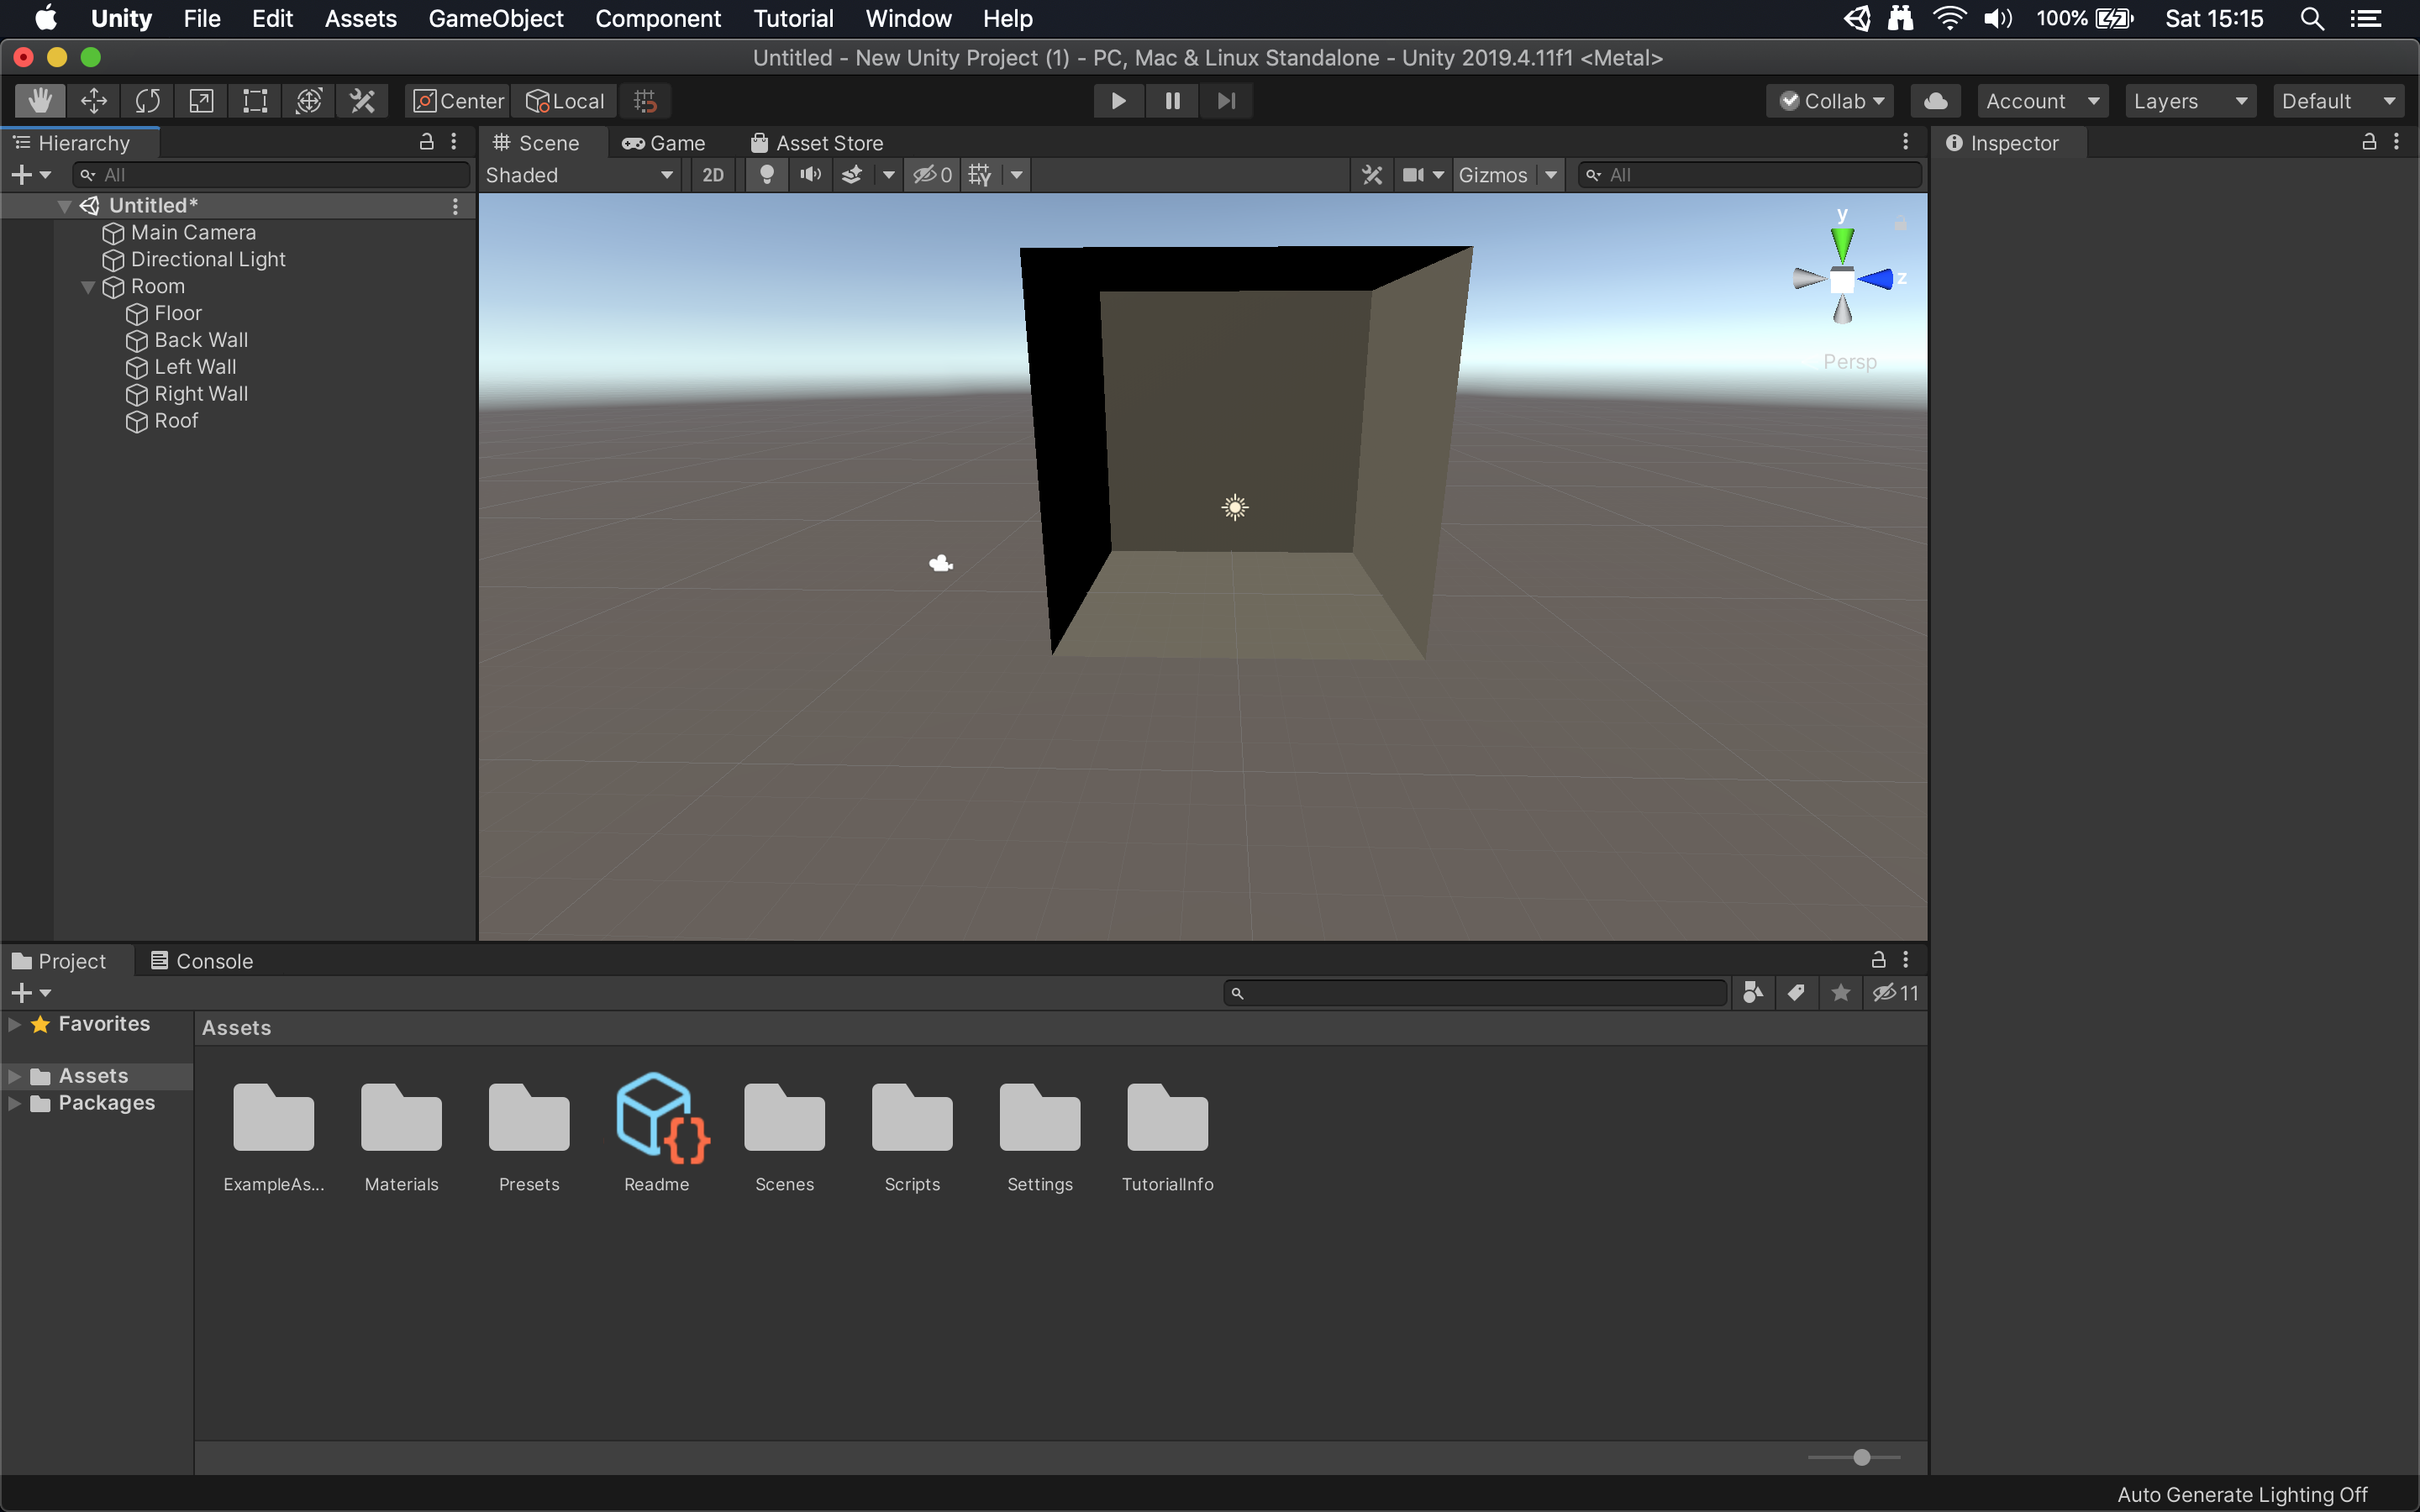 Unity File Edit Assets GameObject Component Tutorial Window Help 100% Sat 15:15
Untitled - New Unity Project (1) - PC, Mac & Linux Standalone - Unity 2019.4.11f1 <Metal>
Center Local Collab Account Layers Default
Hierarchy
All
Untitled*
Main Camera
Directional Light
Room
Floor
Back Wall
Left Wall
Right Wall
Roof
Scene Game Asset Store
Shaded 2D 0 Gizmos All
y
z
Persp
Inspector
Project Console
11
Favorites
Assets
Packages
Assets
ExampleAs... Materials Presets Readme Scenes Scripts Settings TutorialInfo
Auto Generate Lighting Off